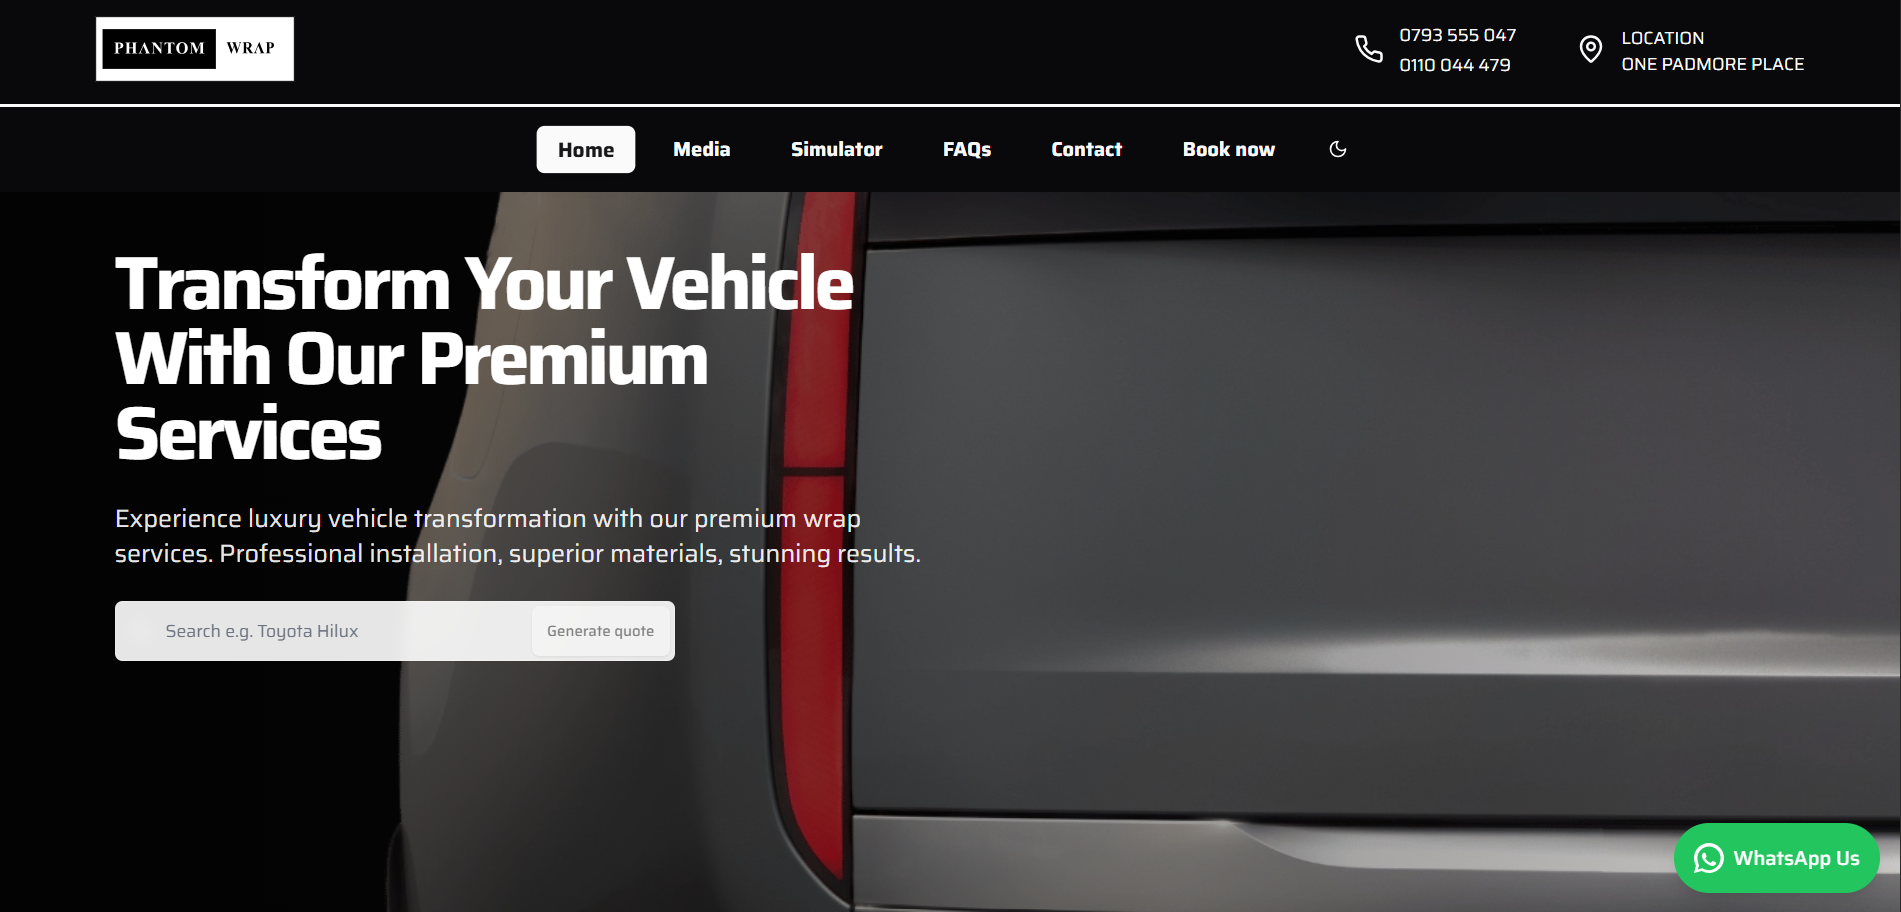 PHANTOM WRAP
0793 555 047
0110 044 479
LOCATION
ONE PADMORE PLACE
Home Media Simulator FAQs Contact Book now
Transform Your Vehicle
With Our Premium
Services
Experience luxury vehicle transformation with our premium wrap
services. Professional installation, superior materials, stunning results.
Search e.g. Toyota Hilux
Generate quote
WhatsApp Us